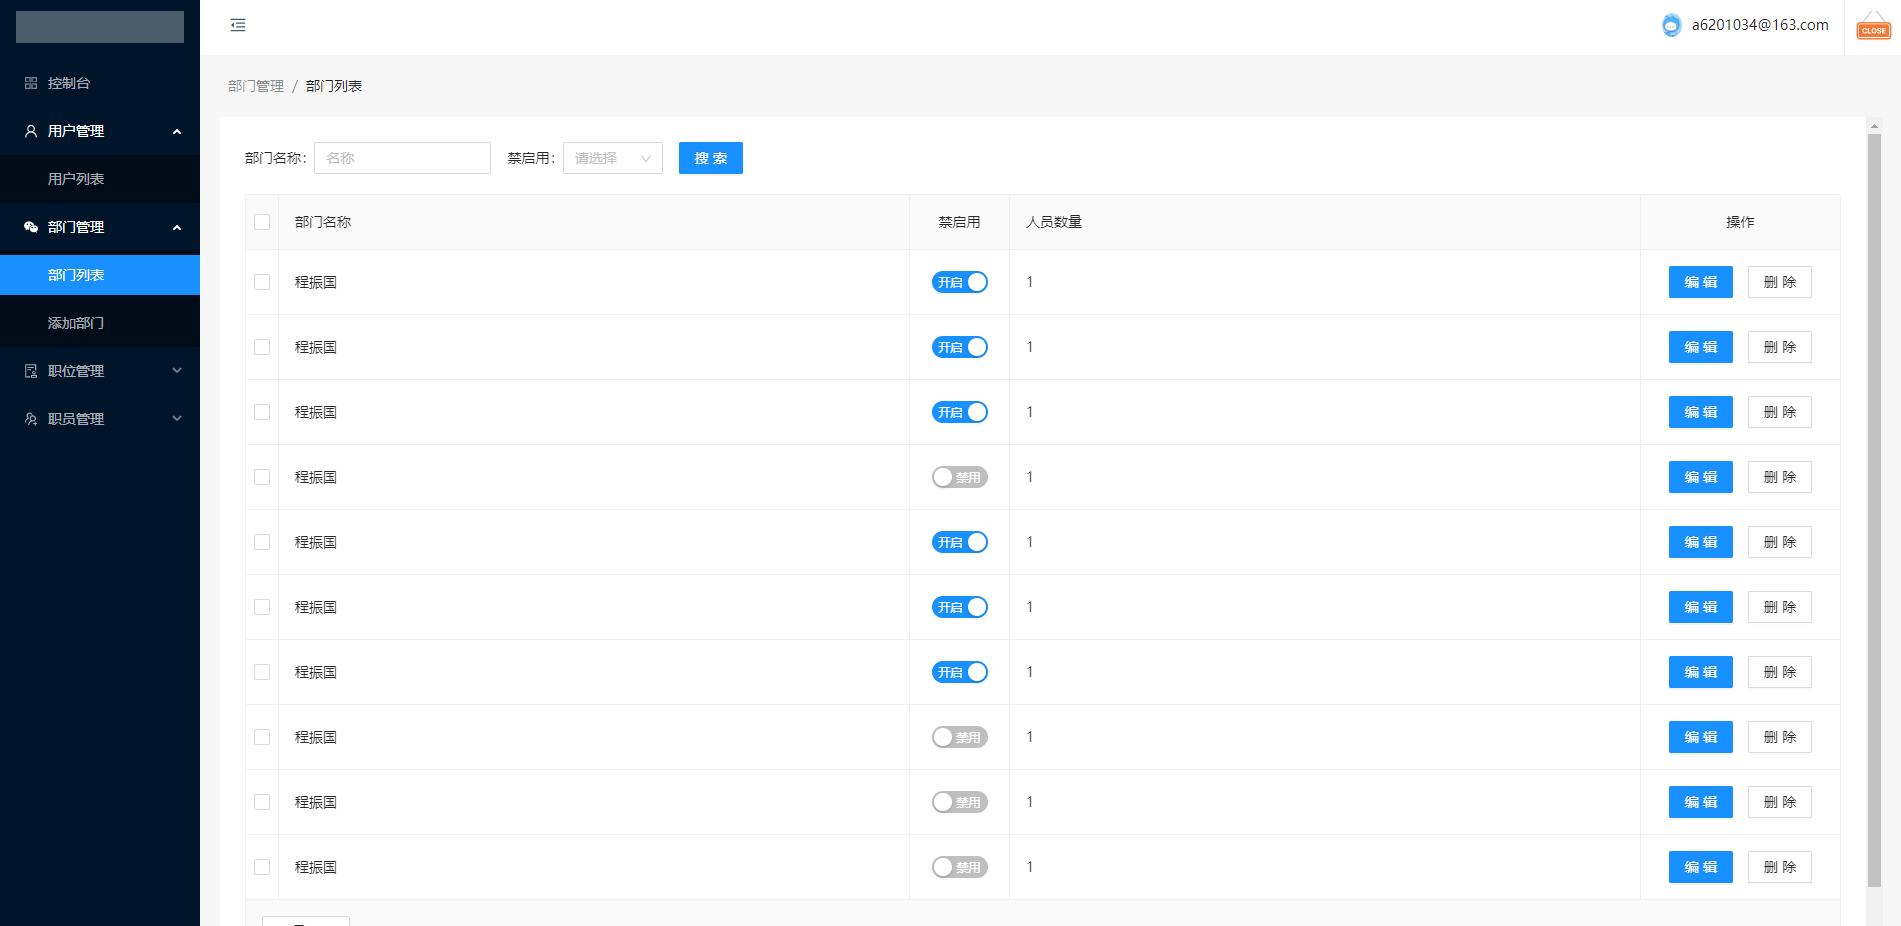 a6201034@163.com
CLOSE
控制台
用户管理
用户列表
部门管理
部门列表
添加部门
职位管理
职员管理
部门管理 / 部门列表
部门名称: 名称 禁启用: 请选择 搜 索
部门名称 禁启用 人员数量 操作
程振国 开启 1 编 辑 删 除
程振国 开启 1 编 辑 删 除
程振国 开启 1 编 辑 删 除
程振国 禁用 1 编 辑 删 除
程振国 开启 1 编 辑 删 除
程振国 开启 1 编 辑 删 除
程振国 开启 1 编 辑 删 除
程振国 禁用 1 编 辑 删 除
程振国 禁用 1 编 辑 删 除
程振国 禁用 1 编 辑 删 除